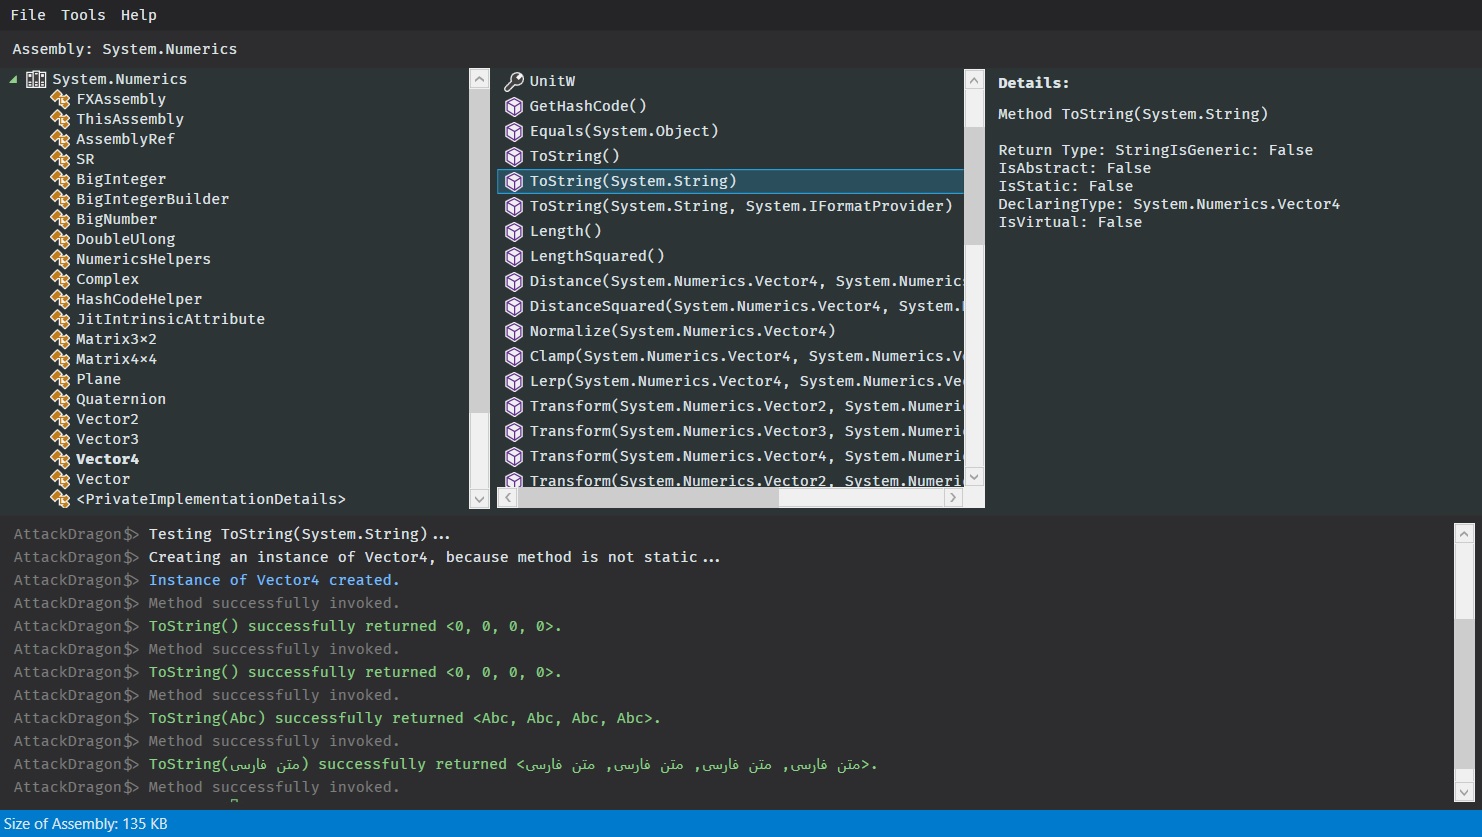 File Tools Help
Assembly: System.Numerics
System.Numerics
FXAssembly
ThisAssembly
AssemblyRef
SR
BigInteger
BigIntegerBuilder
BigNumber
DoubleUlong
NumericsHelpers
Complex
HashCodeHelper
JitIntrinsicAttribute
Matrix3×2
Matrix4×4
Plane
Quaternion
Vector2
Vector3
Vector4
Vector
<PrivateImplementationDetails>
UnitW
GetHashCode()
Equals(System.Object)
ToString()
ToString(System.String)
ToString(System.String, System.IFormatProvider)
Length()
LengthSquared()
Distance(System.Numerics.Vector4, System.Numerics
DistanceSquared(System.Numerics.Vector4, System.
Normalize(System.Numerics.Vector4)
Clamp(System.Numerics.Vector4, System.Numerics.V
Lerp(System.Numerics.Vector4, System.Numerics.Ve
Transform(System.Numerics.Vector2, System.Numeri
Transform(System.Numerics.Vector3, System.Numeri
Transform(System.Numerics.Vector4, System.Numeri
Transform(System.Numerics.Vector2, System.Numeri
Details:
Method ToString(System.String)
Return Type: StringIsGeneric: False
IsAbstract: False
IsStatic: False
DeclaringType: System.Numerics.Vector4
IsVirtual: False
AttackDragon$> Testing ToString(System.String)...
AttackDragon$> Creating an instance of Vector4, because method is not static...
AttackDragon$> Instance of Vector4 created.
AttackDragon$> Method successfully invoked.
AttackDragon$> ToString() successfully returned <0, 0, 0, 0>.
AttackDragon$> Method successfully invoked.
AttackDragon$> ToString() successfully returned <0, 0, 0, 0>.
AttackDragon$> Method successfully invoked.
AttackDragon$> ToString(Abc) successfully returned <Abc, Abc, Abc, Abc>.
AttackDragon$> Method successfully invoked.
AttackDragon$> ToString(متن فارسی) successfully returned <متن فارسی, متن فارسی, متن فارسی, متن فارسی>.
AttackDragon$> Method successfully invoked.
Size of Assembly: 135 KB